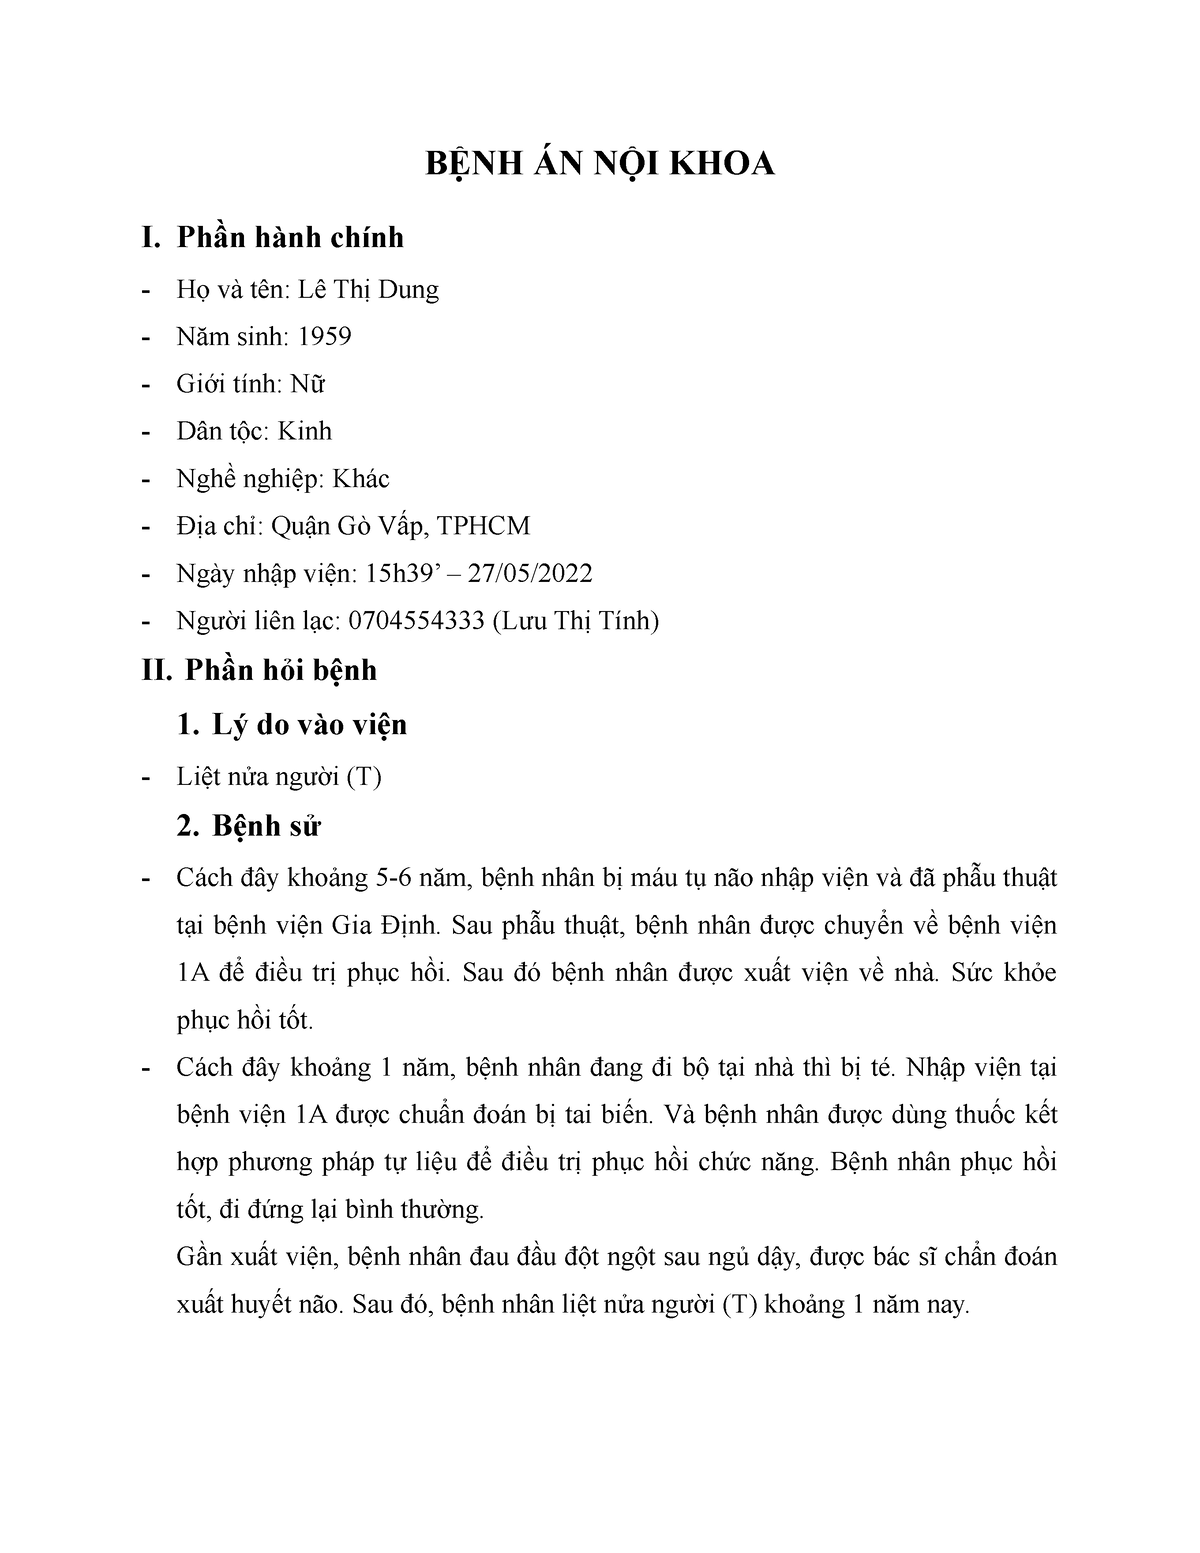 BỆNH ÁN NỘI KHOA
I. Phần hành chính
- Họ và tên: Lê Thị Dung
- Năm sinh: 1959
- Giới tính: Nữ
- Dân tộc: Kinh
- Nghề nghiệp: Khác
- Địa chỉ: Quận Gò Vấp, TPHCM
- Ngày nhập viện: 15h39’ – 27/05/2022
- Người liên lạc: 0704554333 (Lưu Thị Tính)
II. Phần hỏi bệnh
1. Lý do vào viện
- Liệt nửa người (T)
2. Bệnh sử
- Cách đây khoảng 5-6 năm, bệnh nhân bị máu tụ não nhập viện và đã phẫu thuật
tại bệnh viện Gia Định. Sau phẫu thuật, bệnh nhân được chuyển về bệnh viện
1A để điều trị phục hồi. Sau đó bệnh nhân được xuất viện về nhà. Sức khỏe
phục hồi tốt.
- Cách đây khoảng 1 năm, bệnh nhân đang đi bộ tại nhà thì bị té. Nhập viện tại
bệnh viện 1A được chuẩn đoán bị tai biến. Và bệnh nhân được dùng thuốc kết
hợp phương pháp tự liệu để điều trị phục hồi chức năng. Bệnh nhân phục hồi
tốt, đi đứng lại bình thường.
Gần xuất viện, bệnh nhân đau đầu đột ngột sau ngủ dậy, được bác sĩ chẩn đoán
xuất huyết não. Sau đó, bệnh nhân liệt nửa người (T) khoảng 1 năm nay.